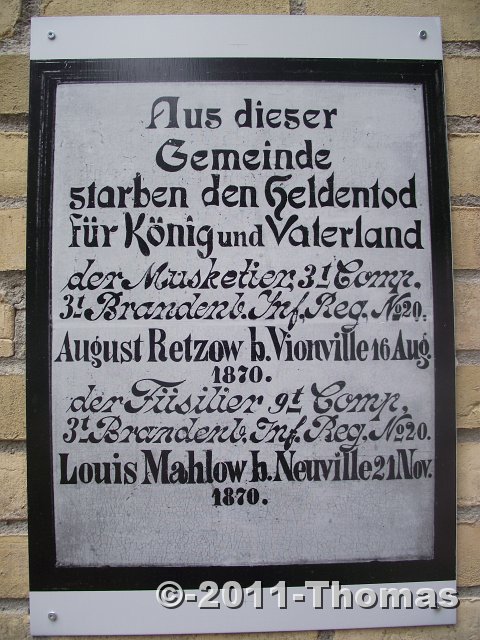 Aus dieser
Gemeinde
starben den Heldentod
für König und Vaterland
der Musketier, 3t Comp.
3t Brandenb. Inf. Reg. No 20.
August Retzow b. Vionville 16 Aug.
1870.
der Füsilier 9t Comp,
3t Brandenb. Inf. Reg. No 20.
Louis Mahlow b. Neuville 21 Nov.
1870.
©-2011-Thomas©